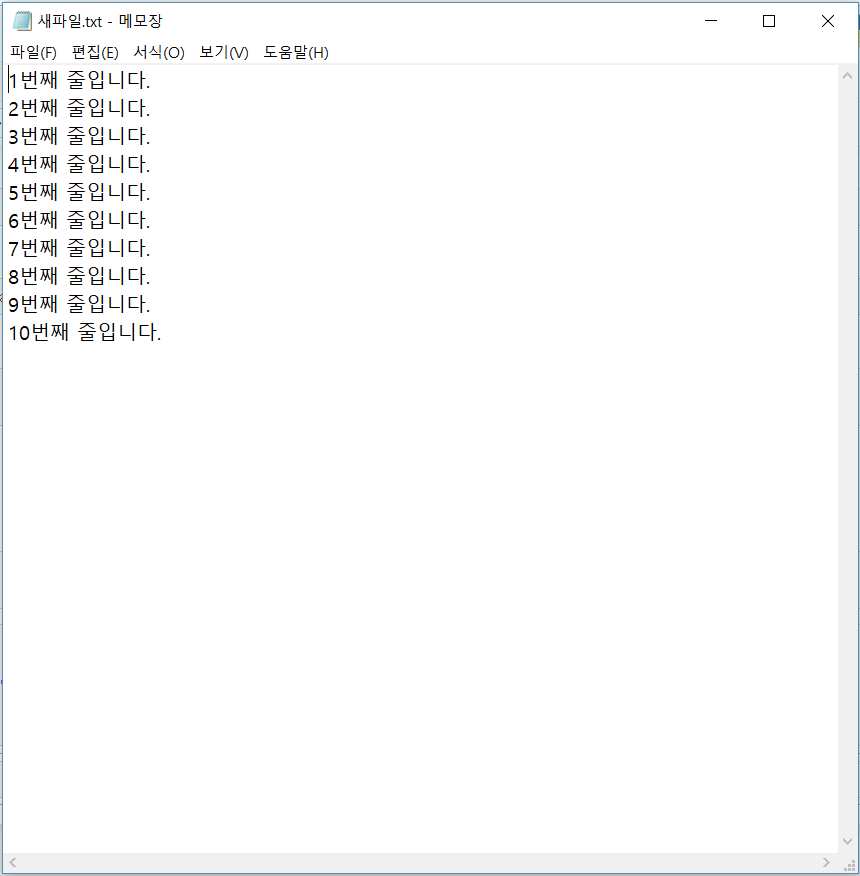 새파일.txt - 메모장
파일(F) 편집(E) 서식(O) 보기(V) 도움말(H)
1번째 줄입니다.
2번째 줄입니다.
3번째 줄입니다.
4번째 줄입니다.
5번째 줄입니다.
6번째 줄입니다.
7번째 줄입니다.
8번째 줄입니다.
9번째 줄입니다.
10번째 줄입니다.